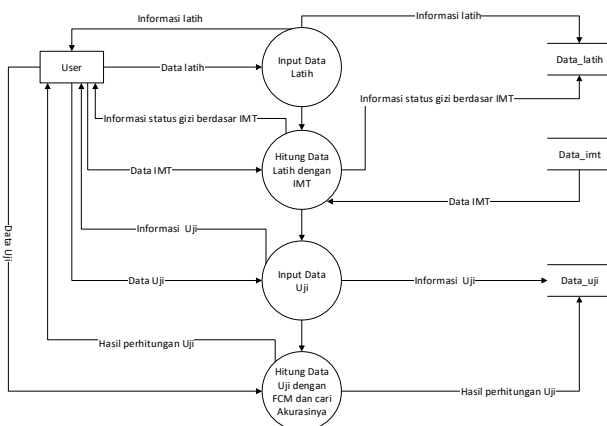 Informasi latih
Informasi latih
User
Data latih
Input Data
Latih
Data_latih
Informasi status gizi berdasar IMT
Informasi status gizi berdasar IMT
Hitung Data
Latih dengan
IMT
Data_imt
Data IMT
Data IMT
Data Uji
Informasi Uji
Input Data
Uji
Data Uji
Informasi Uji
Data_uji
Hasil perhitungan Uji
Hitung Data
Uji dengan
FCM dan cari
Akurasinya
Hasil perhitungan Uji